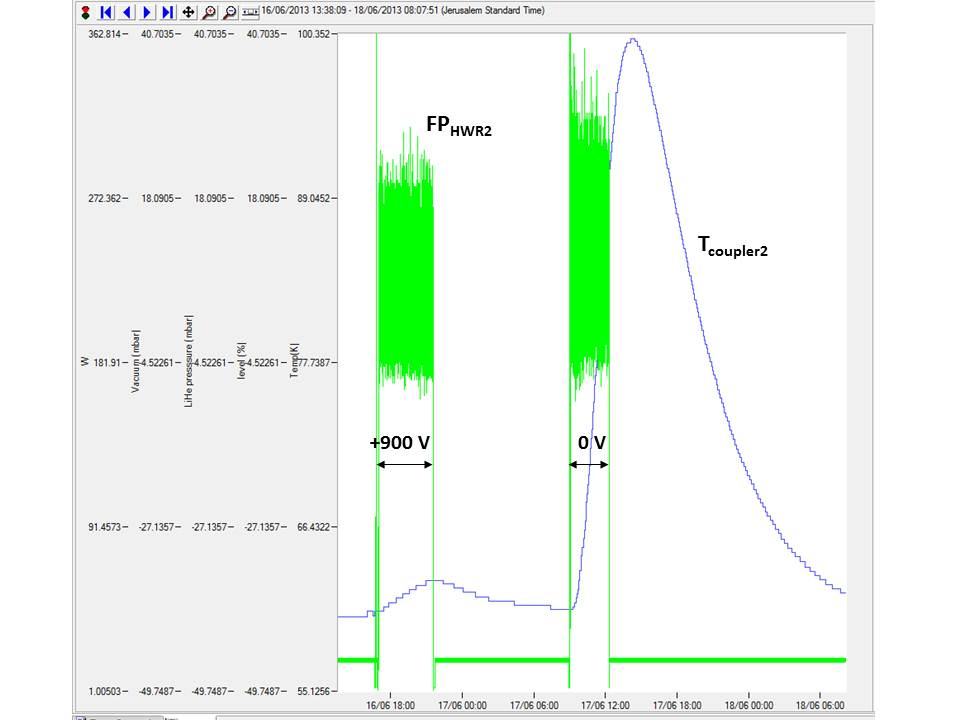 16/06/2013 13:38:09 - 18/06/2013 08:07:51 (Jerusalem Standard Time)
362.814 40.7035 40.7035 40.7035 100.352
272.362 18.0905 18.0905 18.0905 89.0452
W 181.91 -4.52261 -4.52261 -4.52261 77.7387
91.4573 -27.1357 -27.1357 -27.1357 66.4322
1.00503 -49.7487 -49.7487 -49.7487 55.1256
Vacuum (mbar)
LiHe presssure (mbar)
level (%)
Temp(K)
FPHWR2
Tcoupler2
+900 V
0 V
16/06 18:00 17/06 00:00 17/06 06:00 17/06 12:00 17/06 18:00 18/06 00:00 18/06 06:00